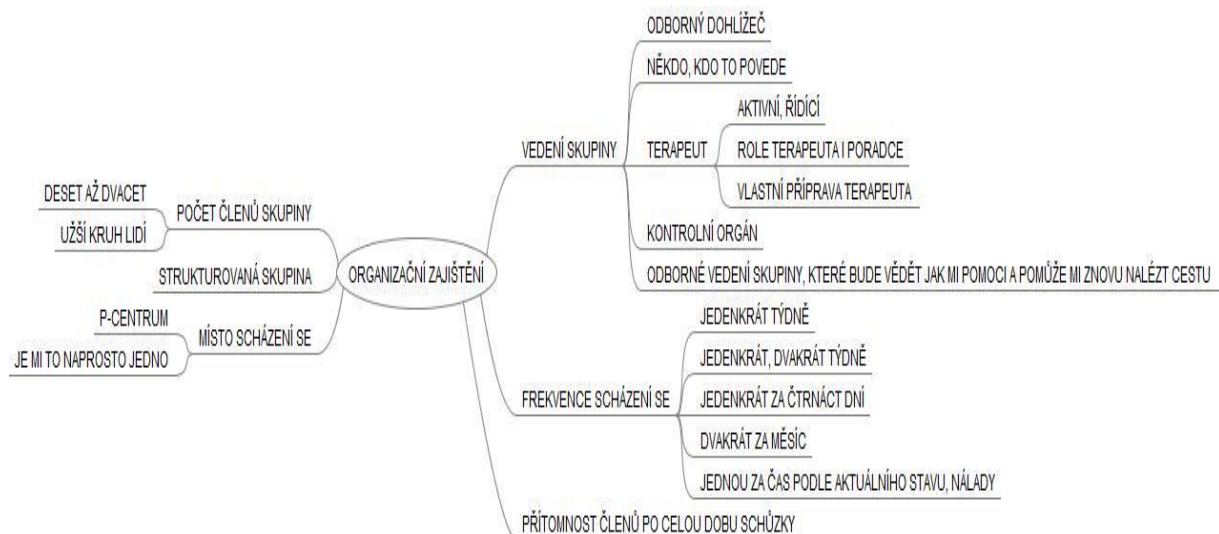 ORGANIZAČNÍ ZAJIŠTĚNÍ
POČET ČLENŮ SKUPINY
DESET AŽ DVACET
UŽŠÍ KRUH LIDÍ
STRUKTUROVANÁ SKUPINA
MÍSTO SCHÁZENÍ SE
P-CENTRUM
JE MI TO NAPROSTO JEDNO
VEDENÍ SKUPINY
ODBORNÝ DOHLÍŽEČ
NĚKDO, KDO TO POVEDE
TERAPEUT
AKTIVNÍ, ŘÍDÍCÍ
ROLE TERAPEUTA I PORADCE
VLASTNÍ PŘÍPRAVA TERAPEUTA
KONTROLNÍ ORGÁN
ODBORNÉ VEDENÍ SKUPINY, KTERÉ BUDE VĚDĚT JAK MI POMOCI A POMŮŽE MI ZNOVU NALÉZT CESTU
FREKVENCE SCHÁZENÍ SE
JEDENKRÁT TÝDNĚ
JEDENKRÁT, DVAKRÁT TÝDNĚ
JEDENKRÁT ZA ČTRNÁCT DNÍ
DVAKRÁT ZA MĚSÍC
JEDNOU ZA ČAS PODLE AKTUÁLNÍHO STAVU, NÁLADY
PŘÍTOMNOST ČLENŮ PO CELOU DOBU SCHŮZKY